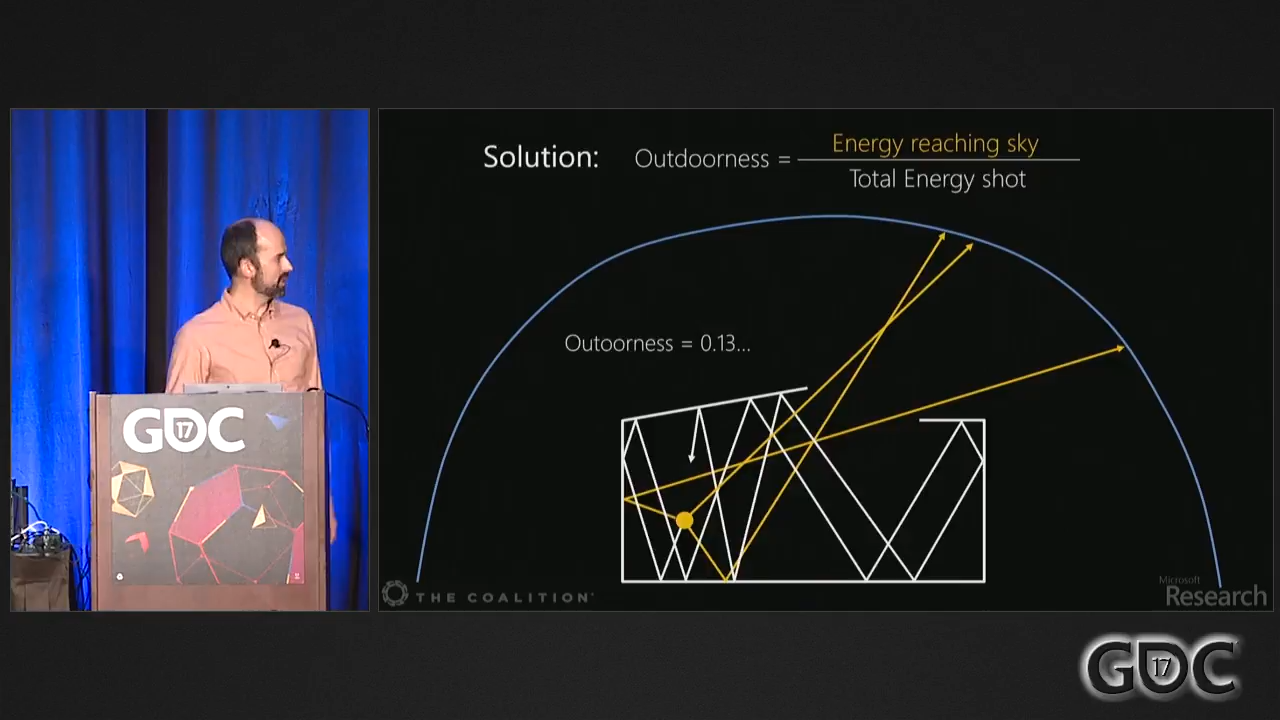 Solution:
Outdoorness =
Energy reaching sky
Total Energy shot
Outoorness = 0.13...
GDC
17
THE COALITION
Microsoft
Research
GDC
17